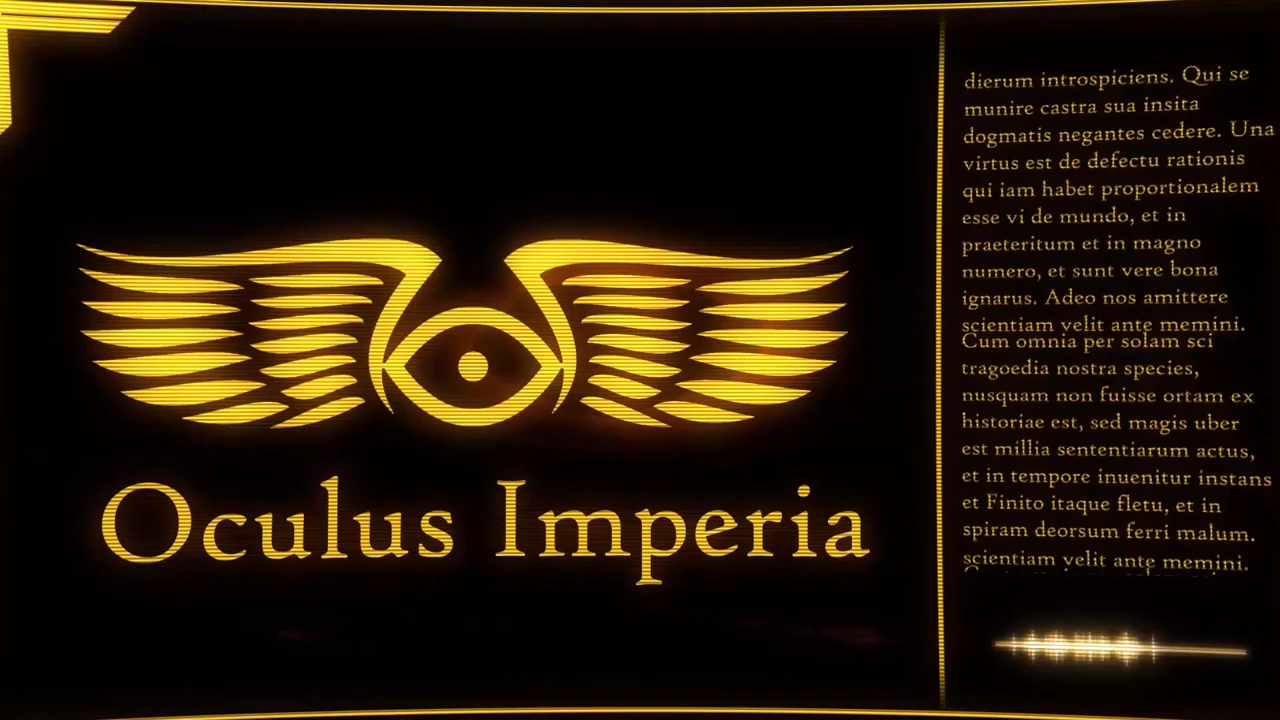 Oculus Imperia
dierum introspiciens. Qui se
munire castra sua insita
dogmatis negantes cedere. Una
virtus est de defectu rationis
qui iam habet proportionalem
esse vi de mundo, et in
praeteritum et in magno
numero, et sunt vere bona
ignarus. Adeo nos amittere
scientiam velit ante memini.
Cum omnia per solam sci
tragoedia nostra species,
nusquam non fuisse ortam ex
historiae est, sed magis uber
est millia sententiarum actus,
et in tempore inuenitur instans
et Finito itaque fletu, et in
spiram deorsum ferri malum.
scientiam velit ante memini.